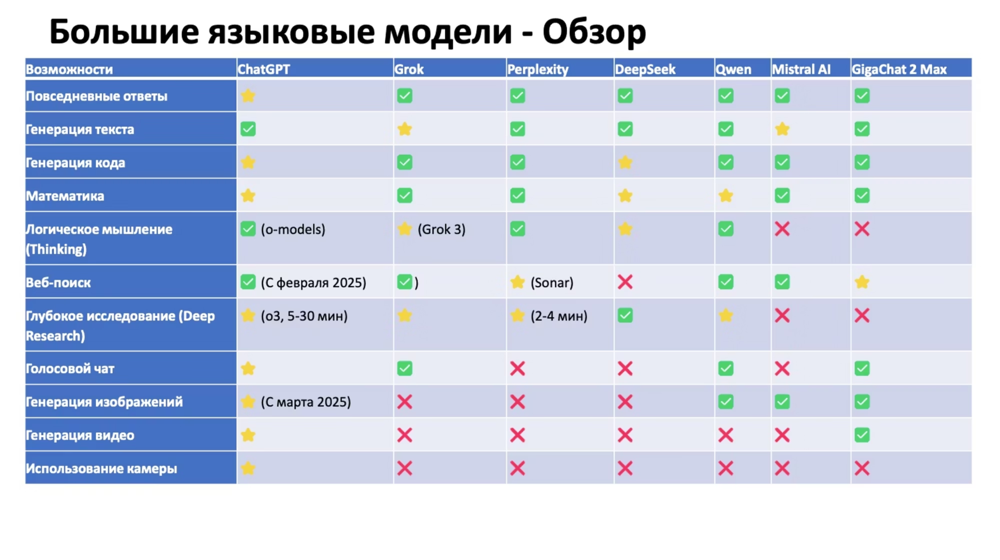 Большие языковые модели - Обзор
Возможности ChatGPT Grok Perplexity DeepSeek Qwen Mistral AI GigaChat 2 Max
Повседневные ответы ⭐ ✅ ✅ ✅ ✅ ✅ ✅
Генерация текста ✅ ⭐ ✅ ✅ ✅ ⭐ ✅
Генерация кода ⭐ ✅ ✅ ⭐ ✅ ✅ ✅
Математика ⭐ ✅ ✅ ⭐ ⭐ ✅ ✅
Логическое мышление ✅ (o-models) ⭐ (Grok 3) ✅ ⭐ ✅ ❌ ❌
(Thinking)
Веб-поиск ✅ (С февраля 2025) ✅ ) ⭐ (Sonar) ❌ ✅ ✅ ⭐
Глубокое исследование (Deep ⭐ (o3, 5-30 мин) ⭐ ⭐ (2-4 мин) ✅ ⭐ ❌ ❌
Research)
Голосовой чат ⭐ ✅ ❌ ❌ ✅ ❌ ✅
Генерация изображений ⭐ (С марта 2025) ❌ ❌ ❌ ✅ ✅ ✅
Генерация видео ⭐ ❌ ❌ ❌ ❌ ❌ ✅
Использование камеры ⭐ ❌ ❌ ❌ ❌ ❌ ❌